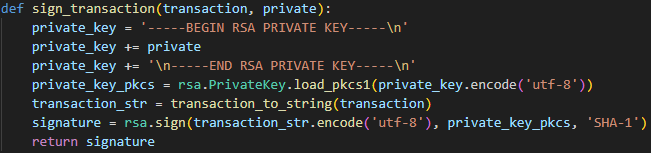 def sign_transaction(transaction, private):
    private_key = '-----BEGIN RSA PRIVATE KEY-----\n'
    private_key += private
    private_key += '\n-----END RSA PRIVATE KEY-----\n'
    private_key_pkcs = rsa.PrivateKey.load_pkcs1(private_key.encode('utf-8'))
    transaction_str = transaction_to_string(transaction)
    signature = rsa.sign(transaction_str.encode('utf-8'), private_key_pkcs, 'SHA-1')
    return signature